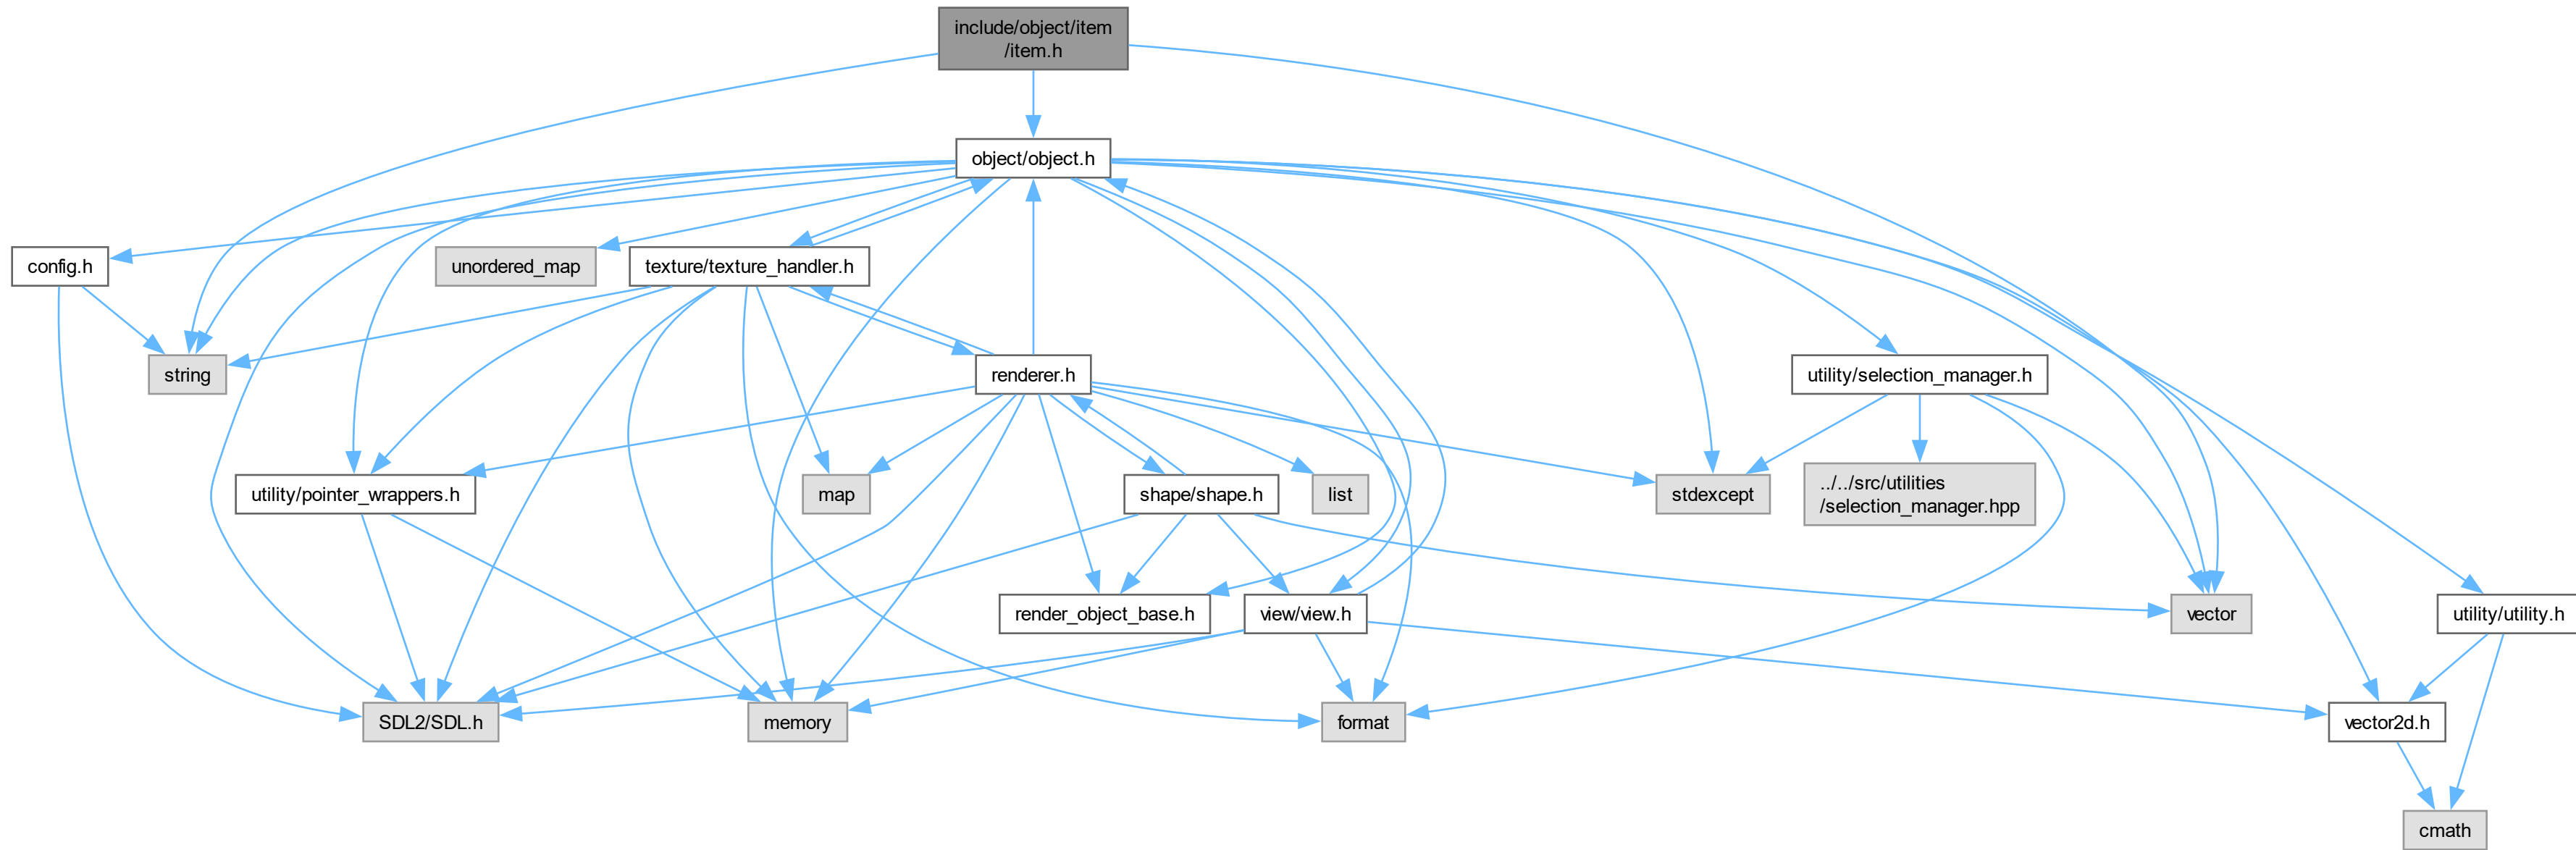 include/object/item
/item.h
object/object.h
config.h
unordered_map
texture/texture_handler.h
string
renderer.h
utility/selection_manager.h
utility/pointer_wrappers.h
map
shape/shape.h
list
stdexcept
../../src/utilities
/selection_manager.hpp
render_object_base.h
view/view.h
vector
utility/utility.h
SDL2/SDL.h
memory
format
vector2d.h
cmath